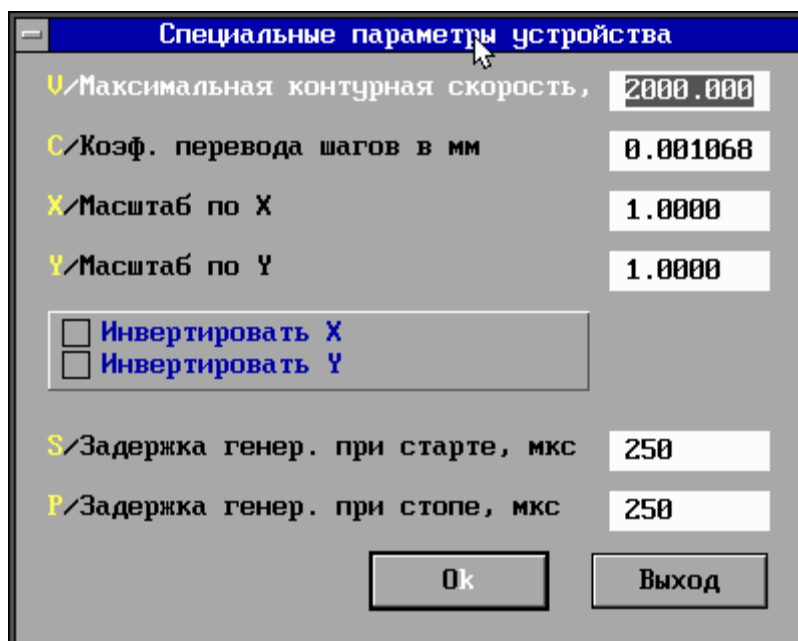 Специальные параметры устройства
V/Максимальная контурная скорость, 2000.000
C/Коэф. перевода шагов в мм 0.001068
X/Масштаб по X 1.0000
Y/Масштаб по Y 1.0000
Инвертировать X
Инвертировать Y
S/Задержка генер. при старте, мкс 250
P/Задержка генер. при стопе, мкс 250
Ok Выход